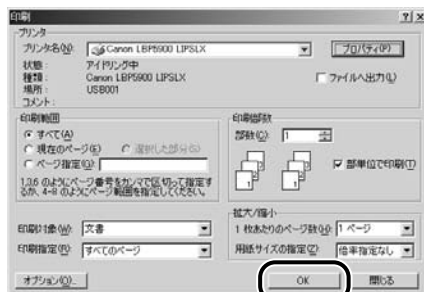 印刷
プリンタ
プリンタ名(N): Canon LBP5900 LIPSLX プロパティ(P)
状態: アイドリング中
種類: Canon LBP5900 LIPSLX ファイルへ出力(L)
場所: USB001
コメント:
印刷範囲
すべて(A)
現在のページ(E) 選択した部分(S)
ページ指定(G):
1,3,6 のようにページ番号をカンマで区切って指定す
るか、4-8 のようにページ範囲を指定してください。
印刷部数
部数(C): 1
1 1 2 2 3 3
部単位で印刷(T)
印刷対象(W): 文書
印刷指定(R): すべてのページ
拡大/縮小
1 枚あたりのページ数(H): 1 ページ
用紙サイズの指定(Z): 倍率指定なし
オプション(O)... OK 閉じる